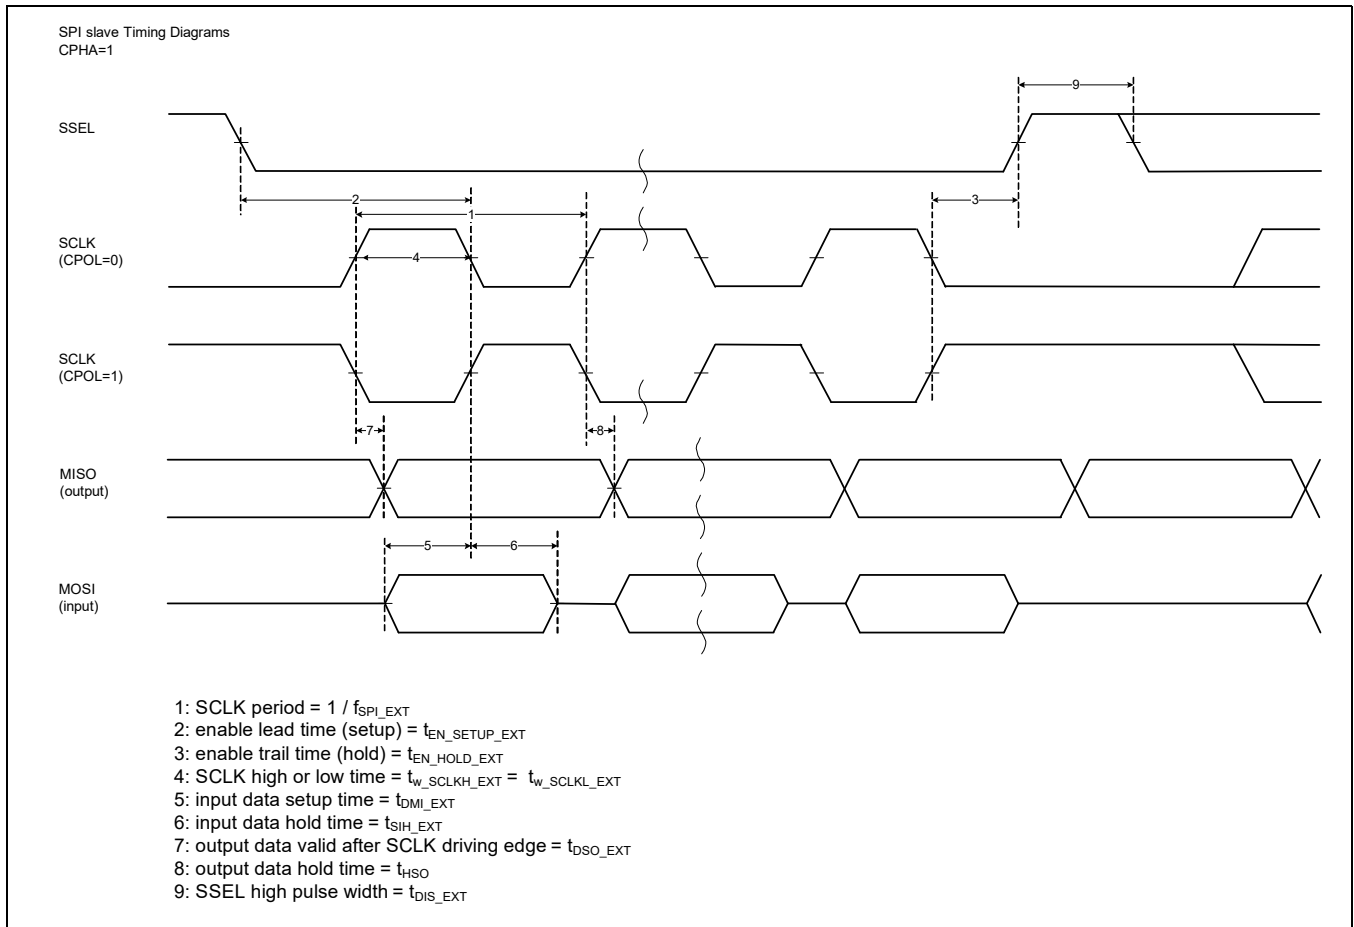 SPI slave Timing Diagrams
CPHA=1
9
SSEL
2
3
1
SCLK
(CPOL=0)
4
SCLK
(CPOL=1)
7
8
MISO
(output)
5
6
MOSI
(input)
1: SCLK period = 1 / fSPI_EXT
2: enable lead time (setup) = tEN_SETUP_EXT
3: enable trail time (hold) = tEN_HOLD_EXT
4: SCLK high or low time = tw_SCLKH_EXT = tw_SCLKL_EXT
5: input data setup time = tDMI_EXT
6: input data hold time = tSIH_EXT
7: output data valid after SCLK driving edge = tDSO_EXT
8: output data hold time = tHSO
9: SSEL high pulse width = tDIS_EXT